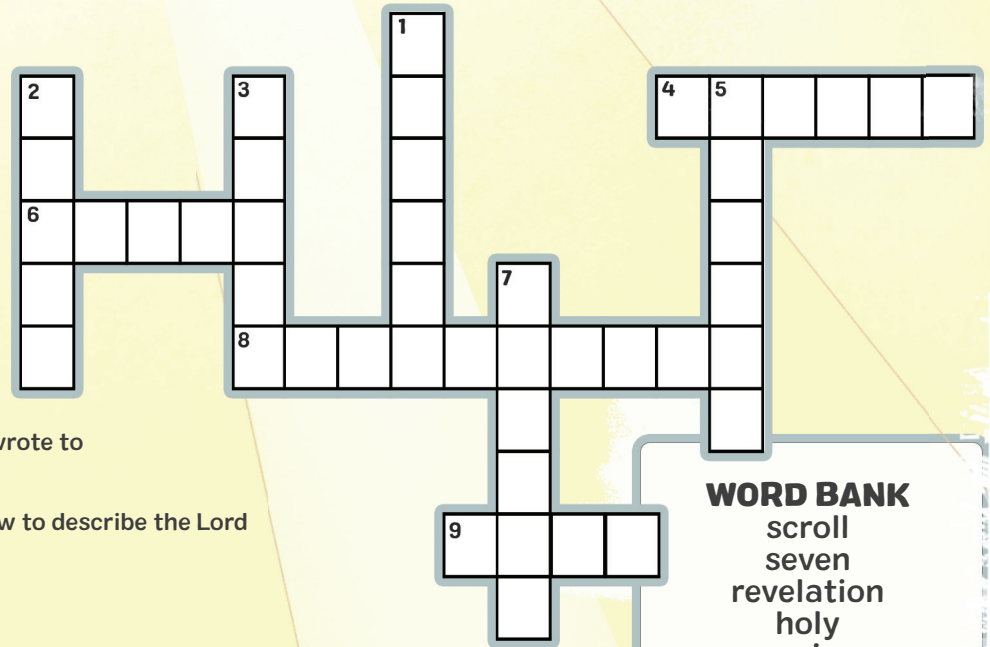 1
2
3
4 5
6
7
8
9
wrote to
w to describe the Lord
WORD BANK
scroll
seven
revelation
holy